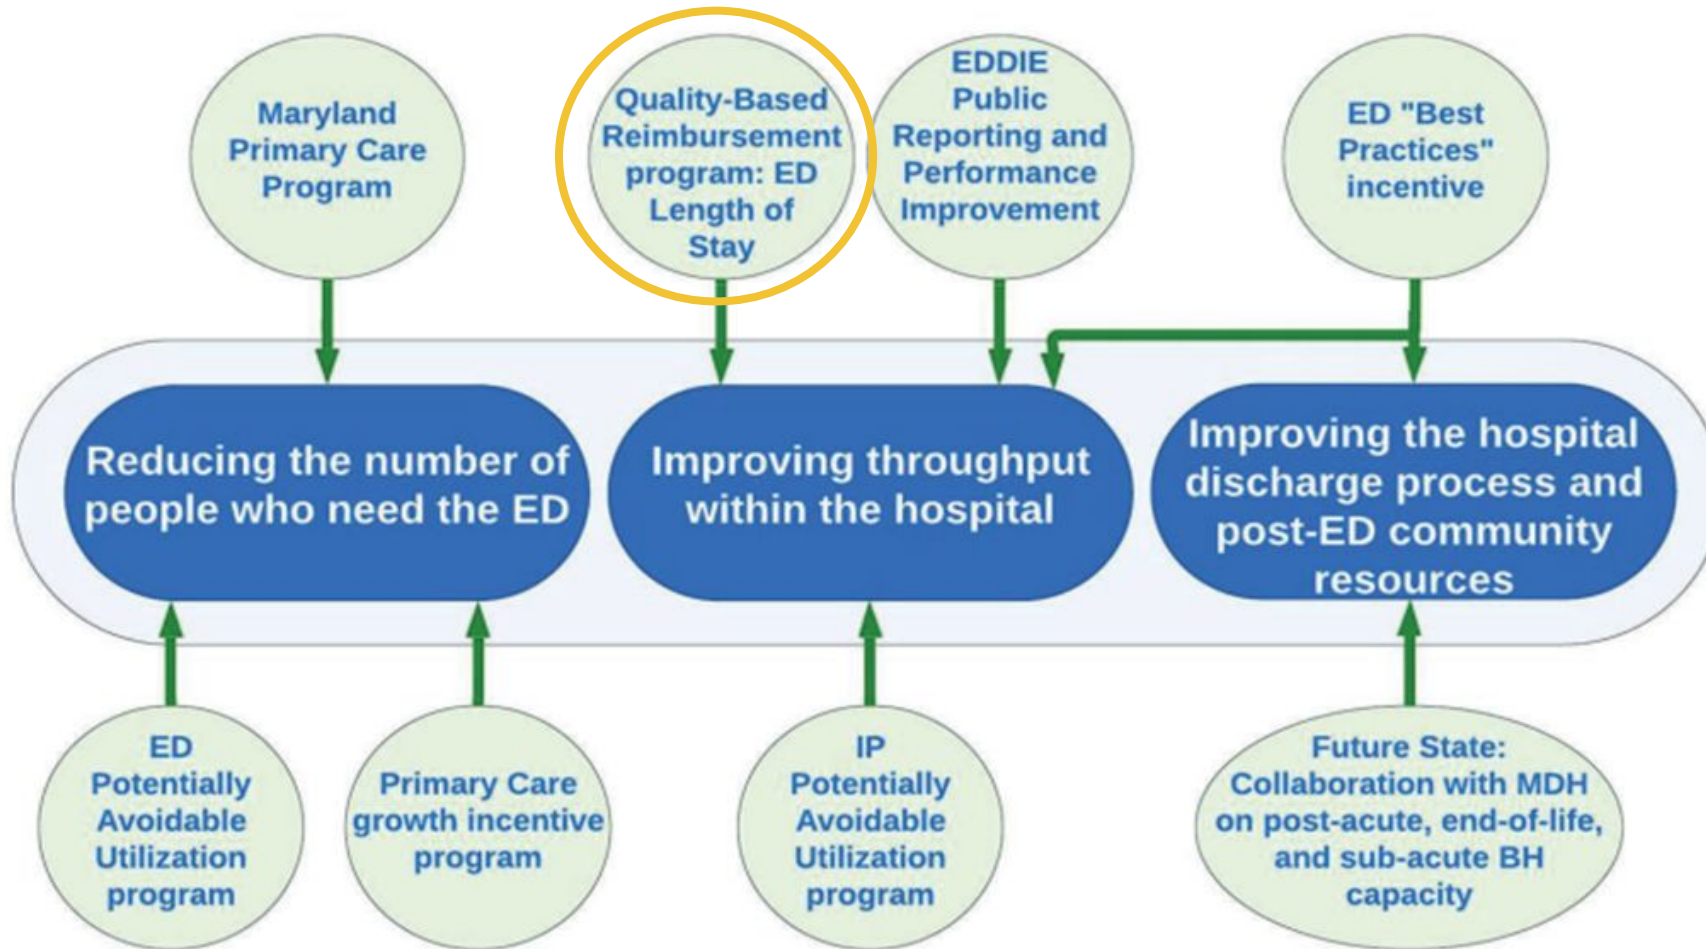 Maryland
Primary Care
Program
Quality-Based
Reimbursement
program: ED
Length of
Stay
EDDIE
Public
Reporting and
Performance
Improvement
ED "Best
Practices"
incentive
Reducing the number of
people who need the ED
Improving throughput
within the hospital
Improving the hospital
discharge process and
post-ED community
resources
ED
Potentially
Avoidable
Utilization
program
Primary Care
growth incentive
program
IP
Potentially
Avoidable
Utilization
program
Future State:
Collaboration with MDH
on post-acute, end-of-life,
and sub-acute BH
capacity